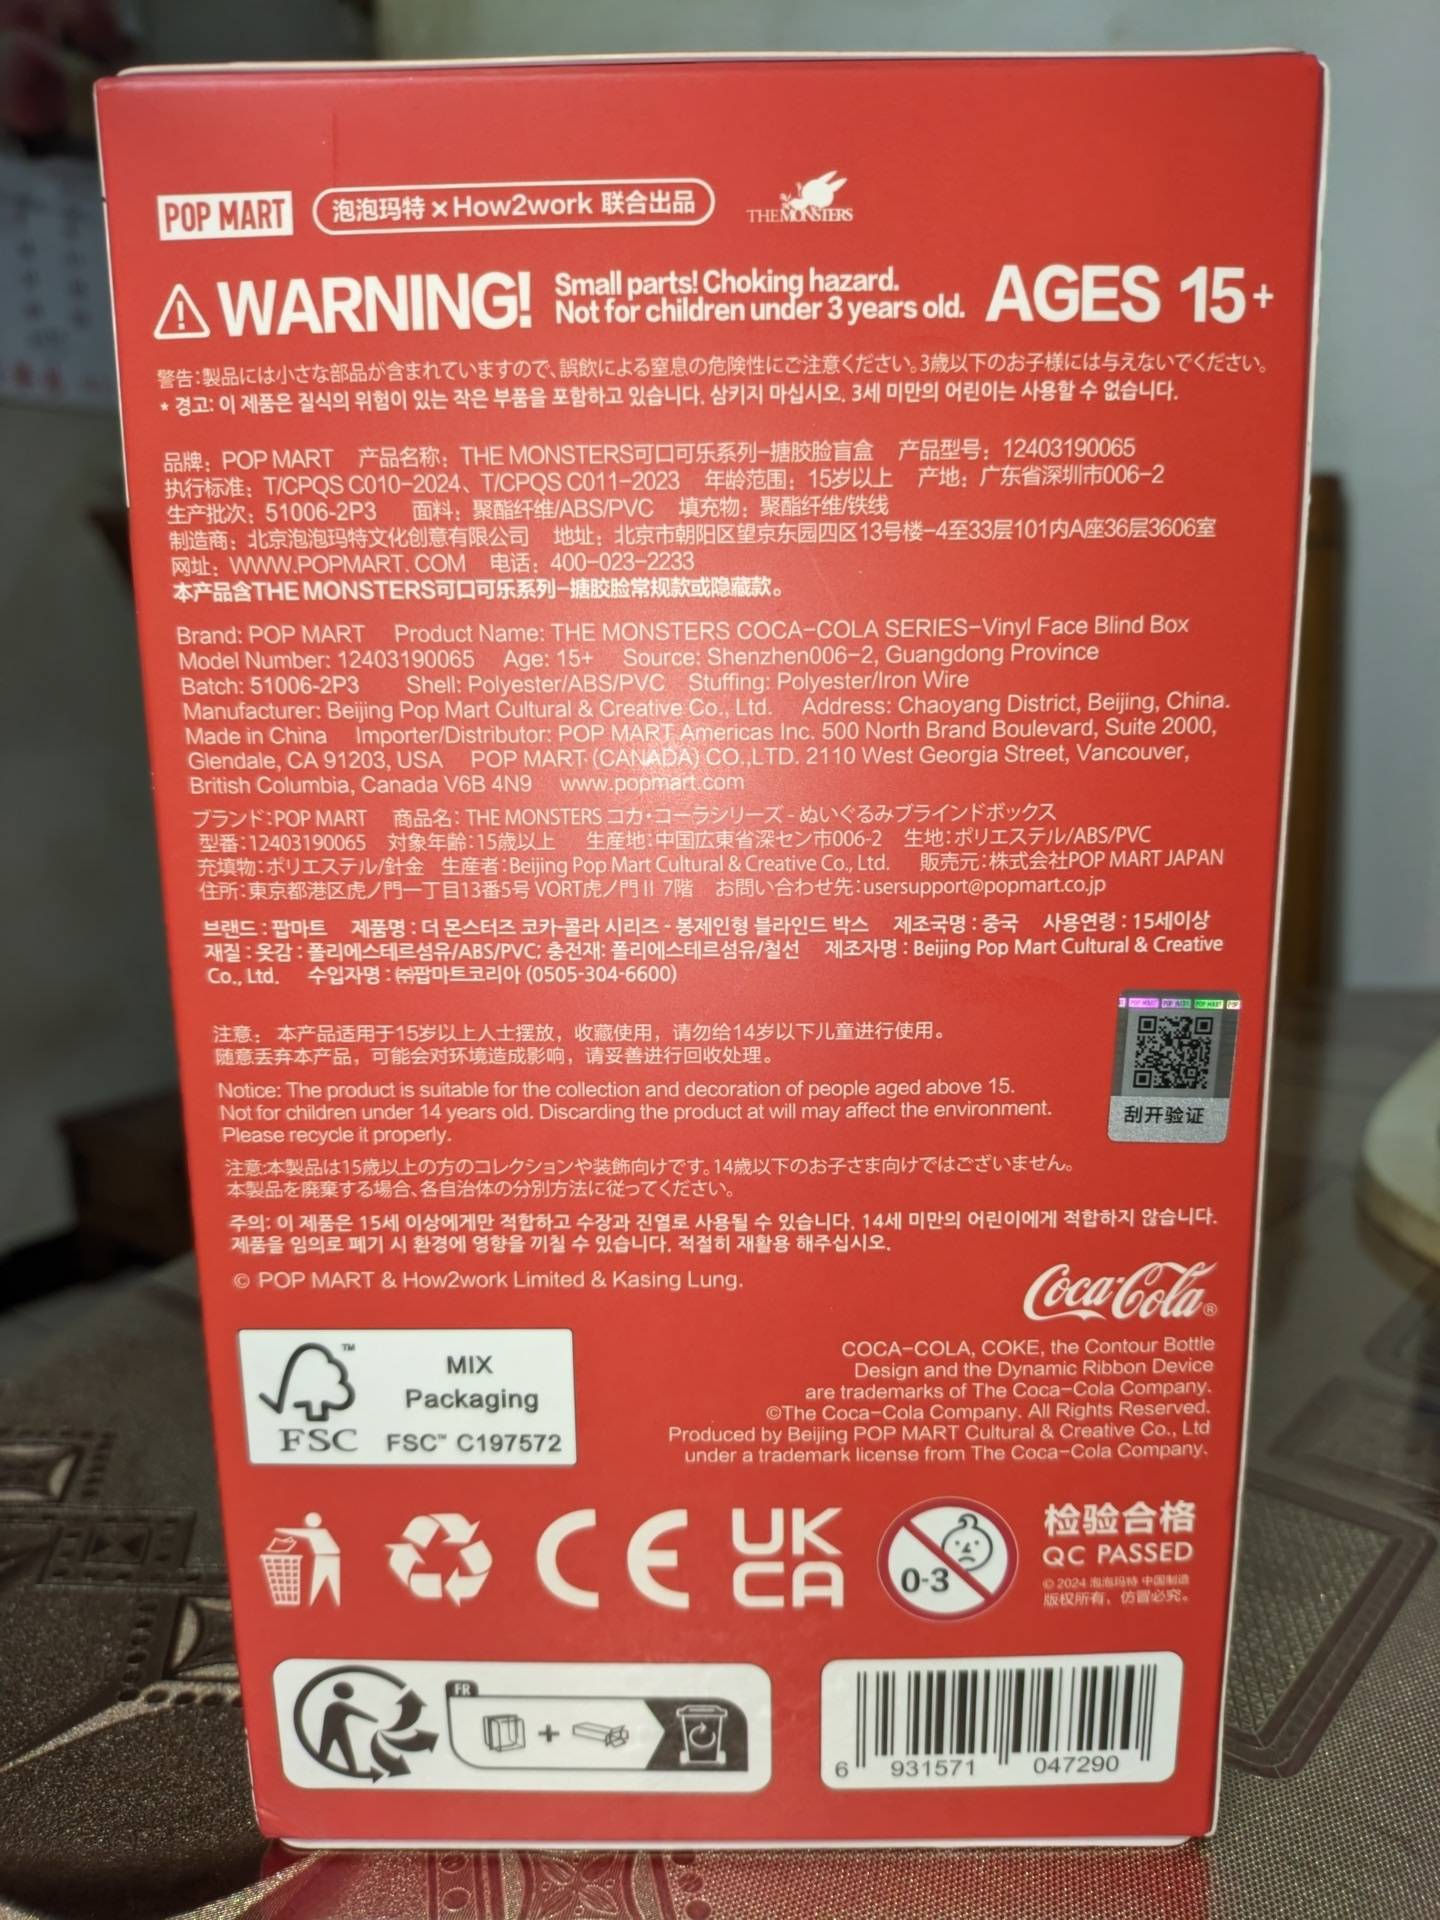 POP MART 泡泡玛特×How2work 联合出品 THE MONSTERS
WARNING! Small parts! Choking hazard. Not for children under 3 years old. AGES 15+
警告:製品には小さな部品が含まれていますので、誤飲による窒息の危険性にご注意ください。3歳以下のお子様には与えないでください。
* 경고: 이 제품은 질식의 위험이 있는 작은 부품을 포함하고 있습니다. 삼키지 마십시오. 3세 미만의 어린이는 사용할 수 없습니다.
品牌：POP MART 产品名称：THE MONSTERS可口可乐系列-搪胶脸盲盒 产品型号：12403190065
执行标准：T/CPQS C010-2024、T/CPQS C011-2023 年龄范围：15岁以上 产地：广东省深圳市006-2
生产批次：51006-2P3 面料：聚酯纤维/ABS/PVC 填充物：聚酯纤维/铁线
制造商：北京泡泡玛特文化创意有限公司 地址：北京市朝阳区望京东园四区13号楼-4至33层101内A座36层3606室
网址：WWW.POPMART.COM 电话：400-023-2233
本产品含THE MONSTERS可口可乐系列-搪胶脸常规款或隐藏款。
Brand: POP MART Product Name: THE MONSTERS COCA-COLA SERIES-Vinyl Face Blind Box
Model Number: 12403190065 Age: 15+ Source: Shenzhen006-2, Guangdong Province
Batch: 51006-2P3 Shell: Polyester/ABS/PVC Stuffing: Polyester/Iron Wire
Manufacturer: Beijing Pop Mart Cultural & Creative Co., Ltd. Address: Chaoyang District, Beijing, China.
Made in China Importer/Distributor: POP MART Americas Inc. 500 North Brand Boulevard, Suite 2000,
Glendale, CA 91203, USA POP MART (CANADA) CO.,LTD. 2110 West Georgia Street, Vancouver,
British Columbia, Canada V6B 4N9 www.popmart.com
ブランド:POP MART 商品名: THE MONSTERS コカ・コーラシリーズ - ぬいぐるみブラインドボックス
型番:12403190065 対象年齢:15歳以上 生産地:中国広東省深セン市006-2 生地:ポリエステル/ABS/PVC
充填物:ポリエステル/針金 生産者:Beijing Pop Mart Cultural & Creative Co., Ltd. 販売元:株式会社POP MART JAPAN
住所:東京都港区虎ノ門一丁目13番5号 VORT虎ノ門Ⅱ 7階 お問い合わせ先:usersupport@popmart.co.jp
브랜드 : 팝마트 제품명 : 더 몬스터즈 코카-콜라 시리즈 - 봉제인형 블라인드 박스 제조국명 : 중국 사용연령 : 15세이상
재질 : 옷감 : 폴리에스테르섬유/ABS/PVC; 충전재: 폴리에스테르섬유/철선 제조자명 : Beijing Pop Mart Cultural & Creative
Co., Ltd. 수입자명 : ㈜팝마트코리아 (0505-304-6600)
注意：本产品适用于15岁以上人士摆放，收藏使用，请勿给14岁以下儿童进行使用。
随意丢弃本产品，可能会对环境造成影响，请妥善进行回收处理。
Notice: The product is suitable for the collection and decoration of people aged above 15.
Not for children under 14 years old. Discarding the product at will may affect the environment.
Please recycle it properly.
刮开验证
注意:本製品は15歳以上の方のコレクションや装飾向けです。14歳以下のお子さま向けではございません。
本製品を廃棄する場合、各自治体の分別方法に従ってください。
주의: 이 제품은 15세 이상에게만 적합하고 수장과 진열로 사용될 수 있습니다. 14세 미만의 어린이에게 적합하지 않습니다.
제품을 임의로 폐기 시 환경에 영향을 끼칠 수 있습니다. 적절히 재활용 해주십시오.
© POP MART & How2work Limited & Kasing Lung.
Coca-Cola®
COCA-COLA, COKE, the Contour Bottle
Design and the Dynamic Ribbon Device
are trademarks of The Coca-Cola Company.
©The Coca-Cola Company. All Rights Reserved.
Produced by Beijing POP MART Cultural & Creative Co., Ltd
under a trademark license from The Coca-Cola Company.
MIX
Packaging
FSC FSC™ C197572
CE
UK
CA
0-3
检验合格
QC PASSED
© 2024 泡泡玛特 中国制造
版权所有，仿冒必究。
FR
6 931571 047290